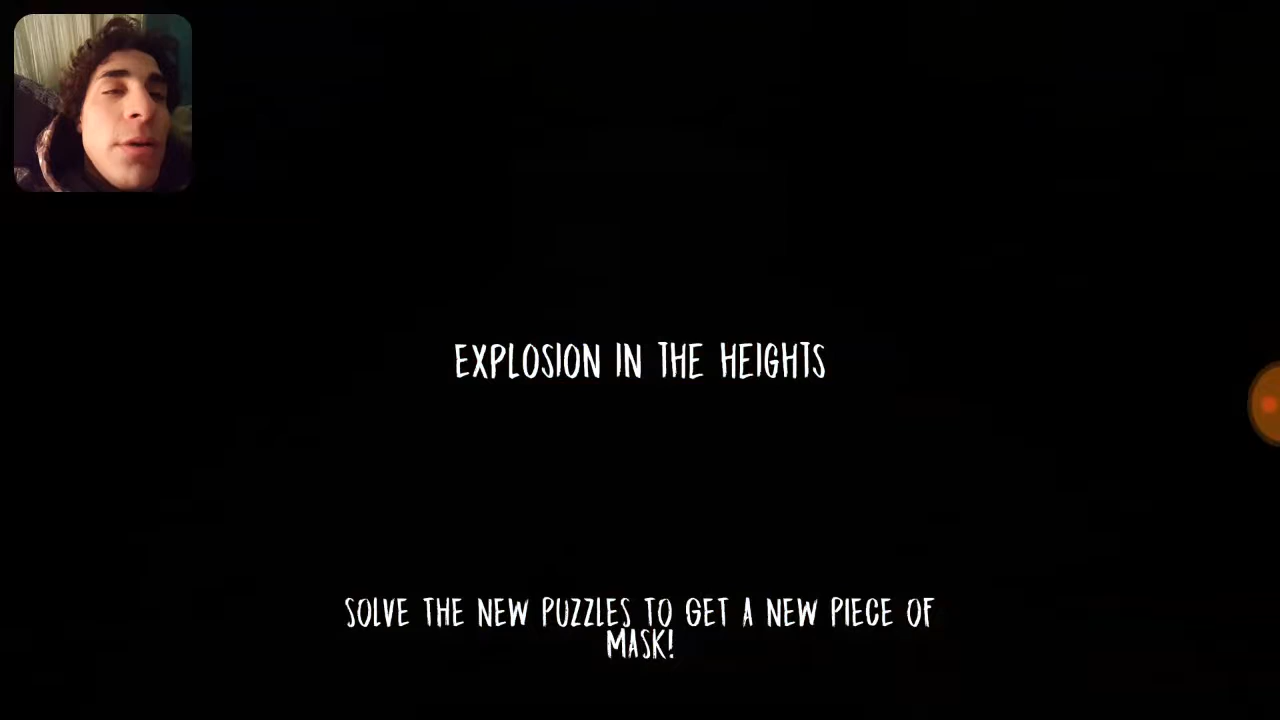 EXPLOSION IN THE HEIGHTS
SOLVE THE NEW PUZZLES TO GET A NEW PIECE OF
MASK!